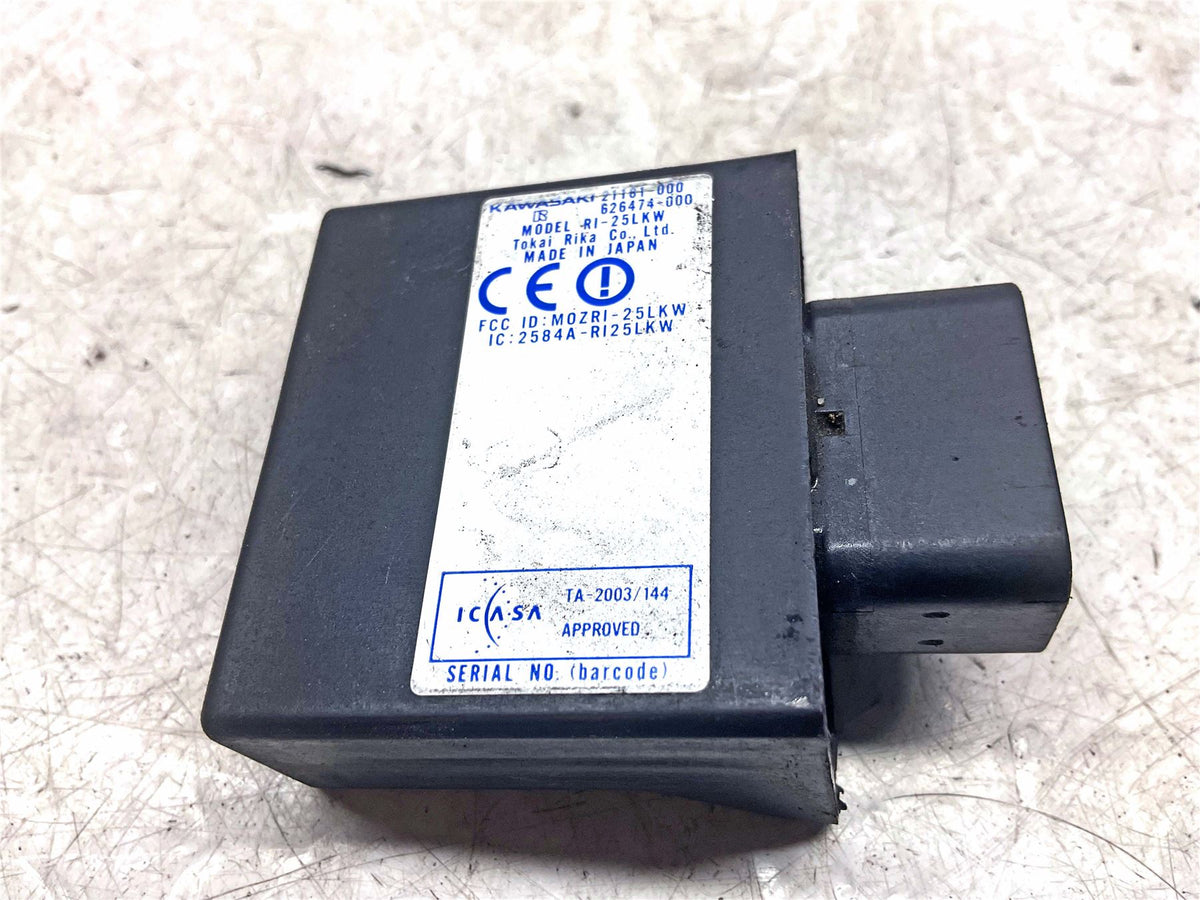 KAWASAKI 21181-000
R 626474-000
MODEL RI-25LKW
Tokai Rika Co., Ltd.
MADE IN JAPAN
CE
FCC ID: MOZRI-25LKW
IC: 2584A-RI25LKW
ICASA TA-2003/144
APPROVED
SERIAL NO: (barcode)